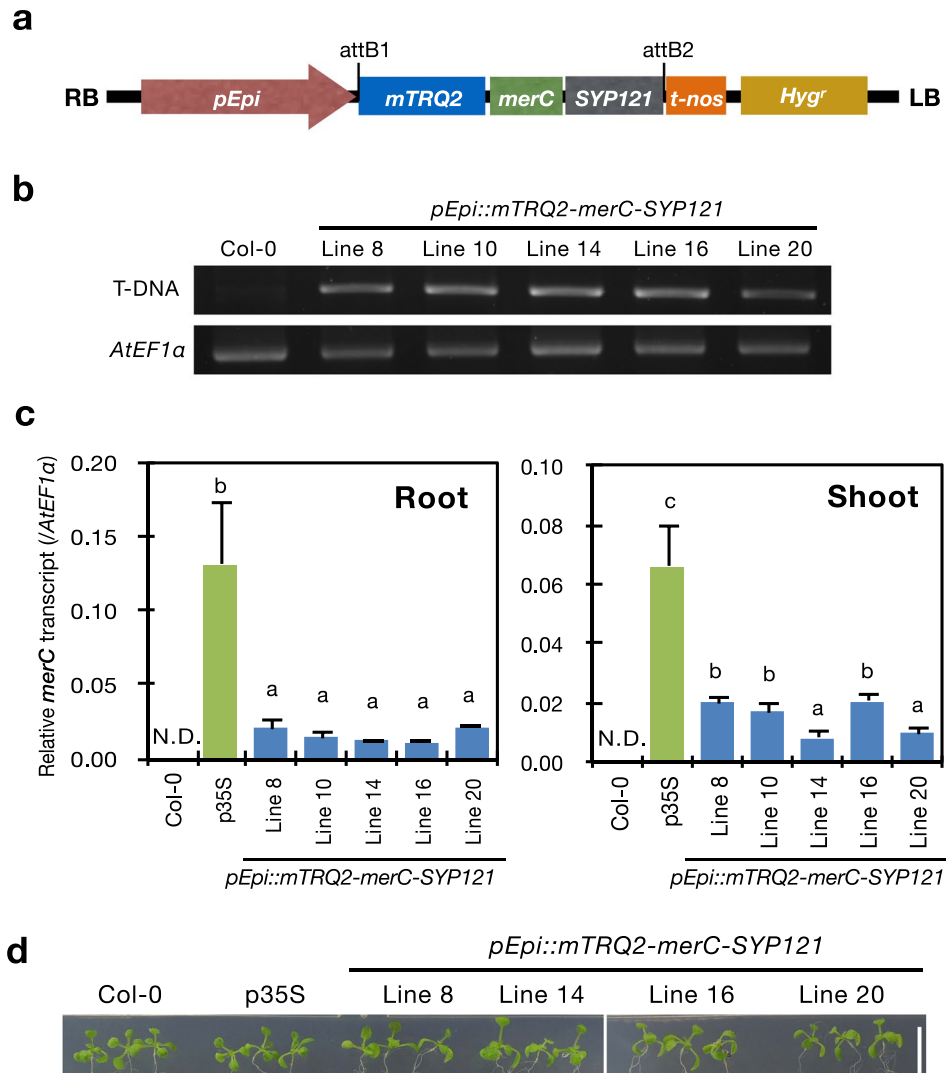 a
attB1 attB2
RB pEpi mTRQ2 merC SYP121 t-nos Hygʳ LB
b
pEpi::mTRQ2-merC-SYP121
Col-0 Line 8 Line 10 Line 14 Line 16 Line 20
T-DNA
AtEF1α
c
Relative merC transcript (/AtEF1α)
0.20
0.15
0.10
0.05
0.00
Root
N.D. b a a a a a
Col-0 p35S Line 8 Line 10 Line 14 Line 16 Line 20
pEpi::mTRQ2-merC-SYP121
0.10
0.08
0.06
0.04
0.02
0.00
Shoot
N.D. c b b a b a
Col-0 p35S Line 8 Line 10 Line 14 Line 16 Line 20
pEpi::mTRQ2-merC-SYP121
d
pEpi::mTRQ2-merC-SYP121
Col-0 p35S Line 8 Line 14 Line 16 Line 20